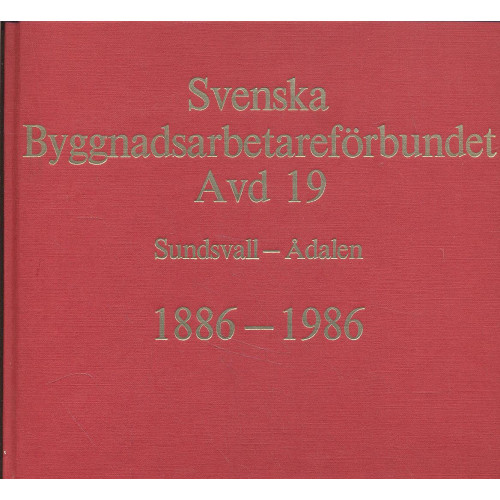 Svenska
Byggnadsarbetareförbundet
Avd 19
Sundsvall – Ådalen
1886 – 1986